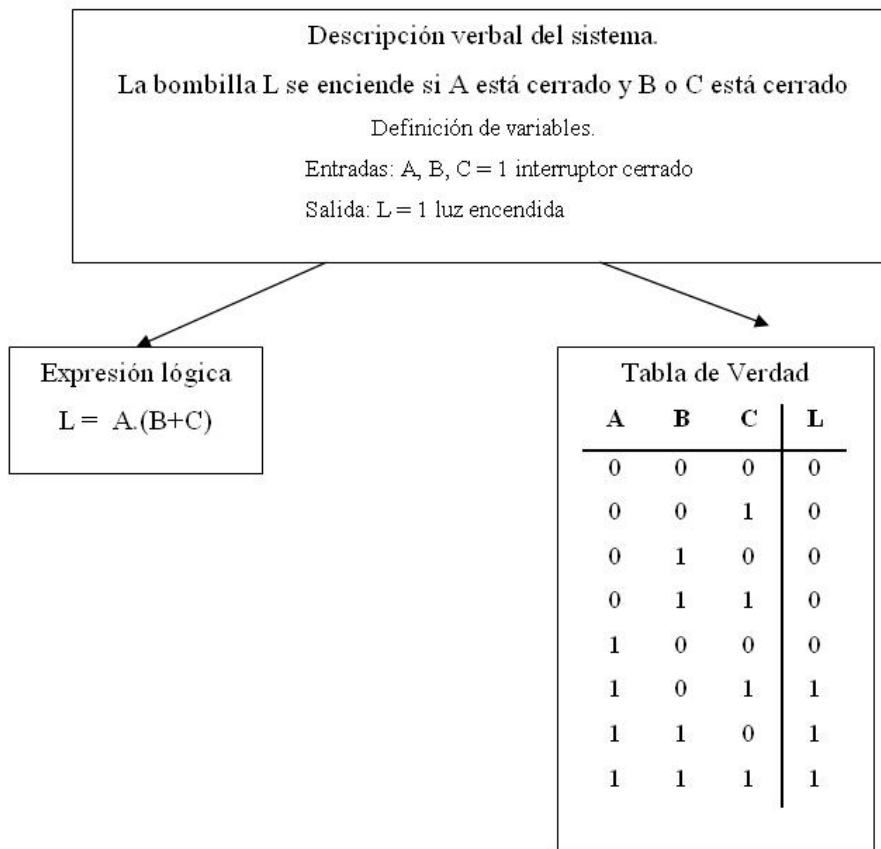 Descripción verbal del sistema.
La bombilla L se enciende si A está cerrado y B o C está cerrado
Definición de variables.
Entradas: A, B, C = 1 interruptor cerrado
Salida: L = 1 luz encendida
Expresión lógica
L = A.(B+C)
Tabla de Verdad
A B C L
0 0 0 0
0 0 1 0
0 1 0 0
0 1 1 0
1 0 0 0
1 0 1 1
1 1 0 1
1 1 1 1